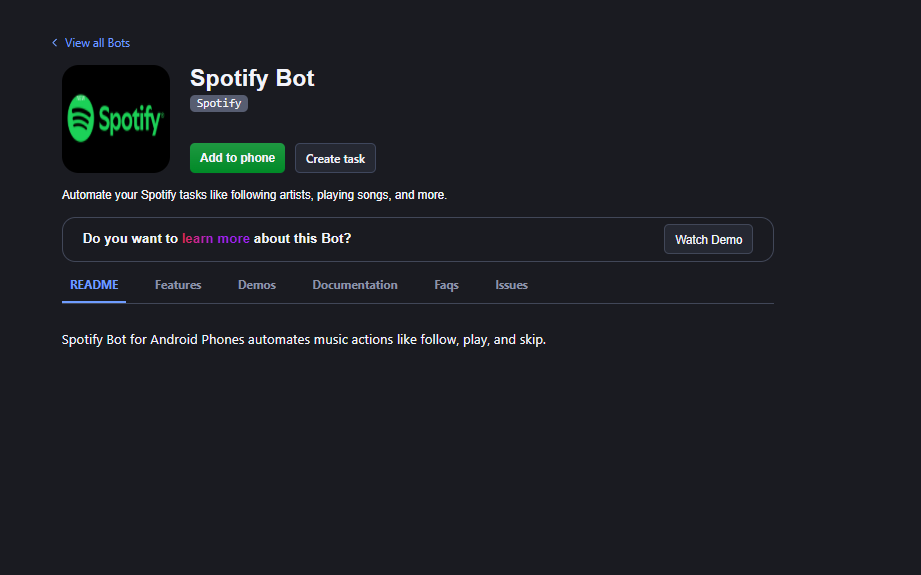 View all Bots
Spotify
Spotify Bot
Spotify
Add to phone
Create task
Automate your Spotify tasks like following artists, playing songs, and more.
Do you want to learn more about this Bot?
Watch Demo
README
Features
Demos
Documentation
Faqs
Issues
Spotify Bot for Android Phones automates music actions like follow, play, and skip.